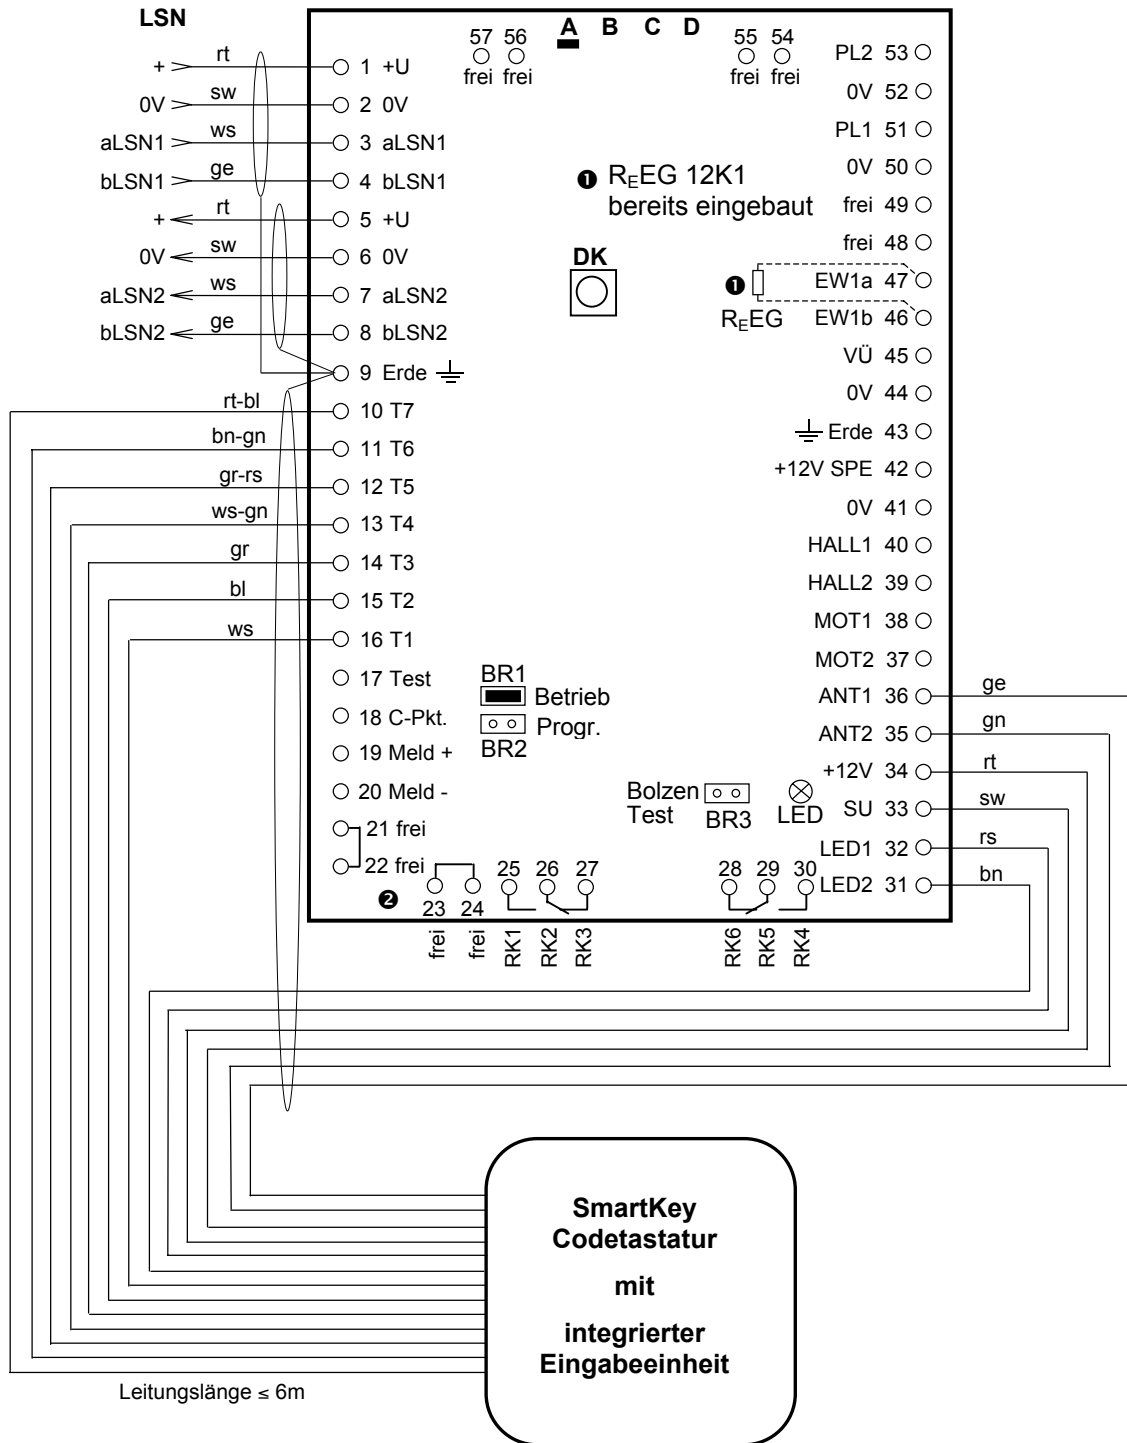 LSN
+ rt 1 +U
0V sw 2 0V
aLSN1 ws 3 aLSN1
bLSN1 ge 4 bLSN1
+ rt 5 +U
0V sw 6 0V
aLSN2 ws 7 aLSN2
bLSN2 ge 8 bLSN2
9 Erde
rt-bl 10 T7
bn-gn 11 T6
gr-rs 12 T5
ws-gn 13 T4
gr 14 T3
bl 15 T2
ws 16 T1
17 Test
18 C-Pkt.
19 Meld +
20 Meld -
21 frei
22 frei
57 56
frei frei
A B C D
55 54
frei frei
❶ REEG 12K1
bereits eingebaut
DK
❶
REEG
BR1
Betrieb
Progr.
BR2
Bolzen
Test
BR3
LED
PL2 53
0V 52
PL1 51
0V 50
frei 49
frei 48
EW1a 47
EW1b 46
VÜ 45
0V 44
Erde 43
+12V SPE 42
0V 41
HALL1 40
HALL2 39
MOT1 38
MOT2 37
ANT1 36 ge
ANT2 35 gn
+12V 34 rt
SU 33 sw
LED1 32 rs
LED2 31 bn
❷
23 24 25 26 27 28 29 30
frei frei RK1 RK2 RK3 RK6 RK5 RK4
SmartKey
Codetastatur
mit
integrierter
Eingabeeinheit
Leitungslänge ≤ 6m